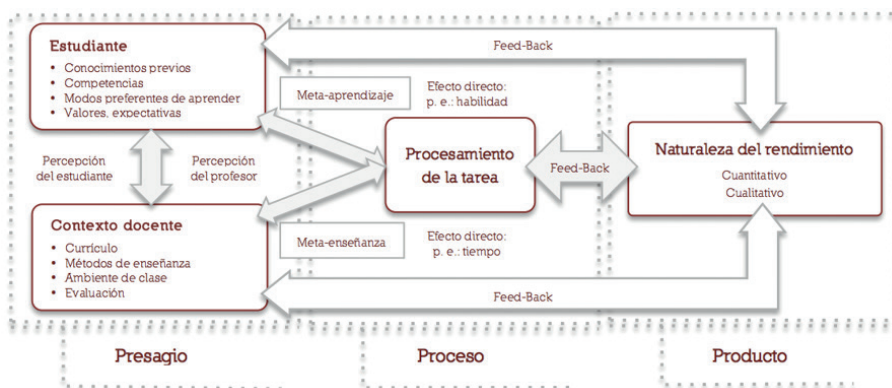 Estudiante
• Conocimientos previos
• Competencias
• Modos preferentes de aprender
• Valores, expectativas
Feed-Back
Meta-aprendizaje
Efecto directo:
p. e.: habilidad
Percepción
del estudiante
Percepción
del profesor
Procesamiento
de la tarea
Feed-Back
Naturaleza del rendimiento
Cuantitativo
Cualitativo
Contexto docente
• Currículo
• Métodos de enseñanza
• Ambiente de clase
• Evaluación
Meta-enseñanza
Efecto directo:
p. e.: tiempo
Feed-Back
Presagio
Proceso
Producto